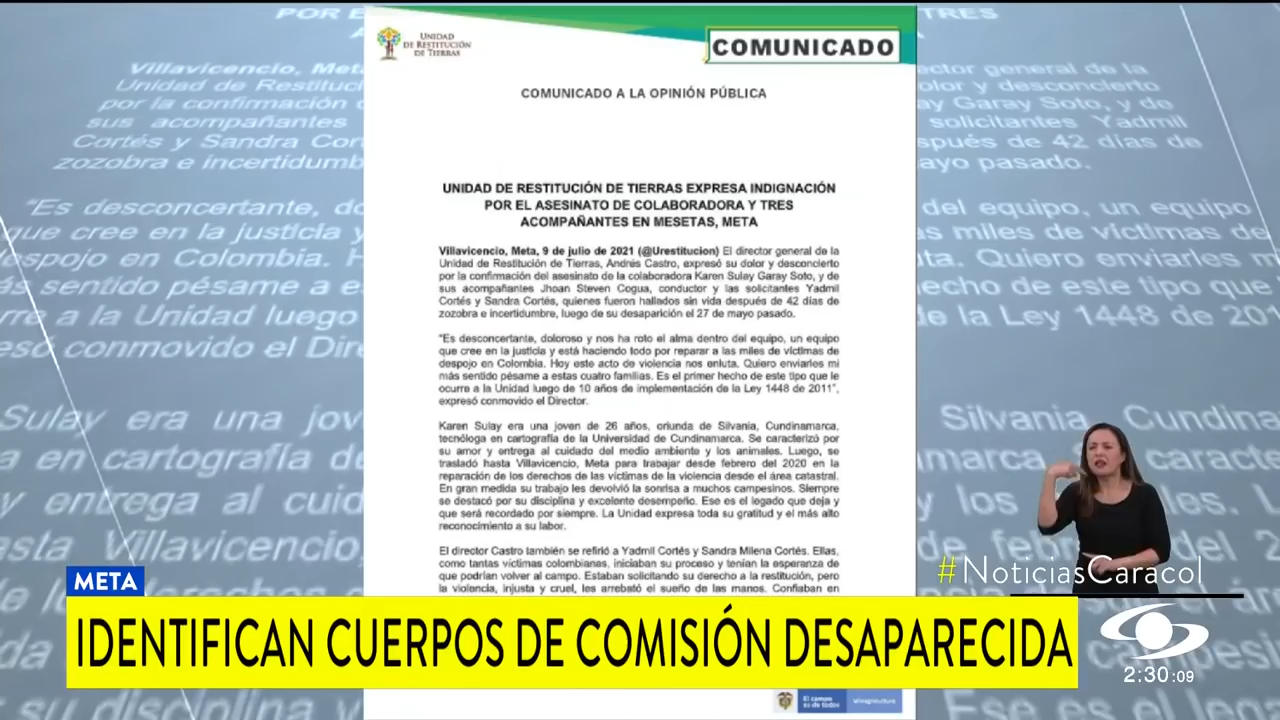 UNIDAD
DE RESTITUCIÓN
DE TIERRAS
COMUNICADO
COMUNICADO A LA OPINIÓN PÚBLICA
UNIDAD DE RESTITUCIÓN DE TIERRAS EXPRESA INDIGNACIÓN
POR EL ASESINATO DE COLABORADORA Y TRES
ACOMPAÑANTES EN MESETAS, META
Villavicencio, Meta, 9 de julio de 2021 (@Urestitucion) El director general de la
Unidad de Restitución de Tierras, Andrés Castro, expresó su dolor y desconcierto
por la confirmación del asesinato de la colaboradora Karen Sulay Garay Soto, y de
sus acompañantes Jhoan Steven Cogua, conductor y las solicitantes Yadmil
Cortés y Sandra Cortés, quienes fueron hallados sin vida después de 42 días de
zozobra e incertidumbre, luego de su desaparición el 27 de mayo pasado.
"Es desconcertante, doloroso y nos ha roto el alma dentro del equipo, un equipo
que cree en la justicia y está haciendo todo por reparar a las miles de víctimas de
despojo en Colombia. Hoy este acto de violencia nos enluta. Quiero enviarles mi
más sentido pésame a estas cuatro familias. Es el primer hecho de este tipo que le
ocurre a la Unidad luego de 10 años de implementación de la Ley 1448 de 2011",
expresó conmovido el Director.
Karen Sulay era una joven de 26 años, oriunda de Silvania, Cundinamarca,
tecnóloga en cartografía de la Universidad de Cundinamarca. Se caracterizó por
su amor y entrega al cuidado del medio ambiente y los animales. Luego, se
trasladó hasta Villavicencio, Meta para trabajar desde febrero del 2020 en la
reparación de los derechos de las víctimas de la violencia desde el área catastral.
En gran medida su trabajo les devolvió la sonrisa a muchos campesinos. Siempre
se destacó por su disciplina y excelente desempeño. Ese es el legado que deja y
que será recordado por siempre. La Unidad expresa toda su gratitud y el más alto
reconocimiento a su labor.
El director Castro también se refirió a Yadmil Cortés y Sandra Milena Cortés. Ellas,
como tantas víctimas colombianas, iniciaban su proceso y tenían la esperanza de
que podrían volver al campo. Estaban solicitando su derecho a la restitución, pero
la violencia, injusta y cruel, les arrebató el sueño de las manos. Confiaban en
#NoticiasCaracol
META
IDENTIFICAN CUERPOS DE COMISIÓN DESAPARECIDA
2:30:09
El campo
es de todos
Minagricultura